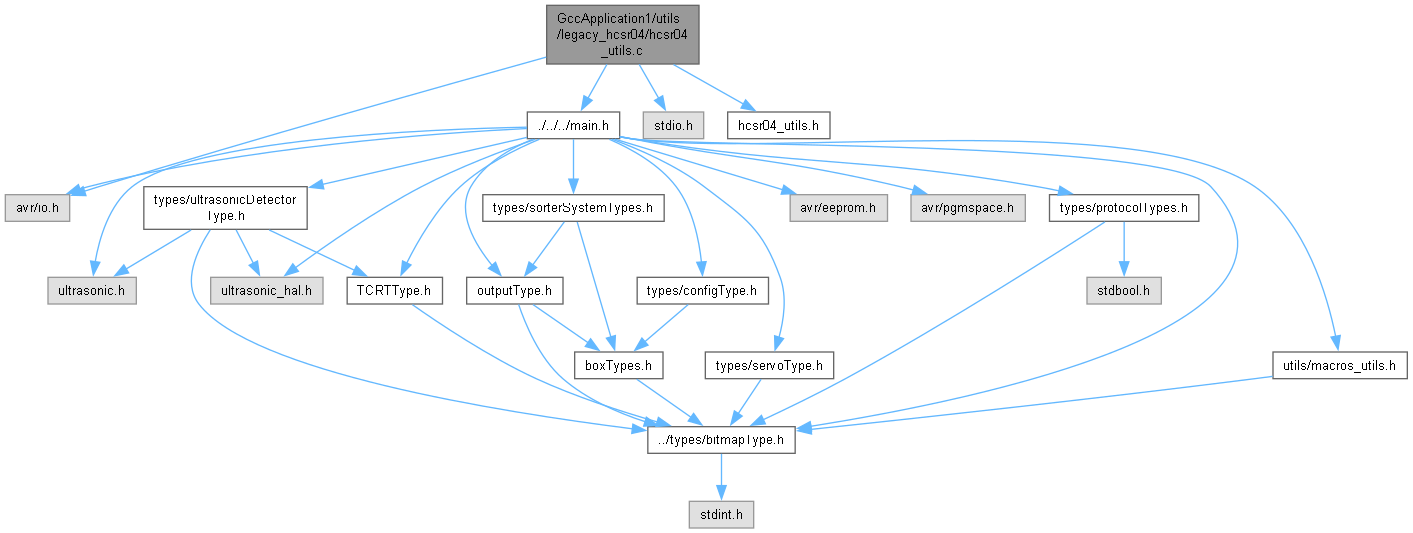 GccApplication1/utils
/legacy_hcsr04/hcsr04
_utils.c
./../../main.h
stdio.h
hcsr04_utils.h
avr/io.h
types/ultrasonicDetector
Type.h
types/sorterSystemTypes.h
avr/eeprom.h
avr/pgmspace.h
types/protocolTypes.h
ultrasonic.h
ultrasonic_hal.h
TCRTType.h
outputType.h
types/configType.h
stdbool.h
boxTypes.h
types/servoType.h
utils/macros_utils.h
../types/bitmapType.h
stdint.h